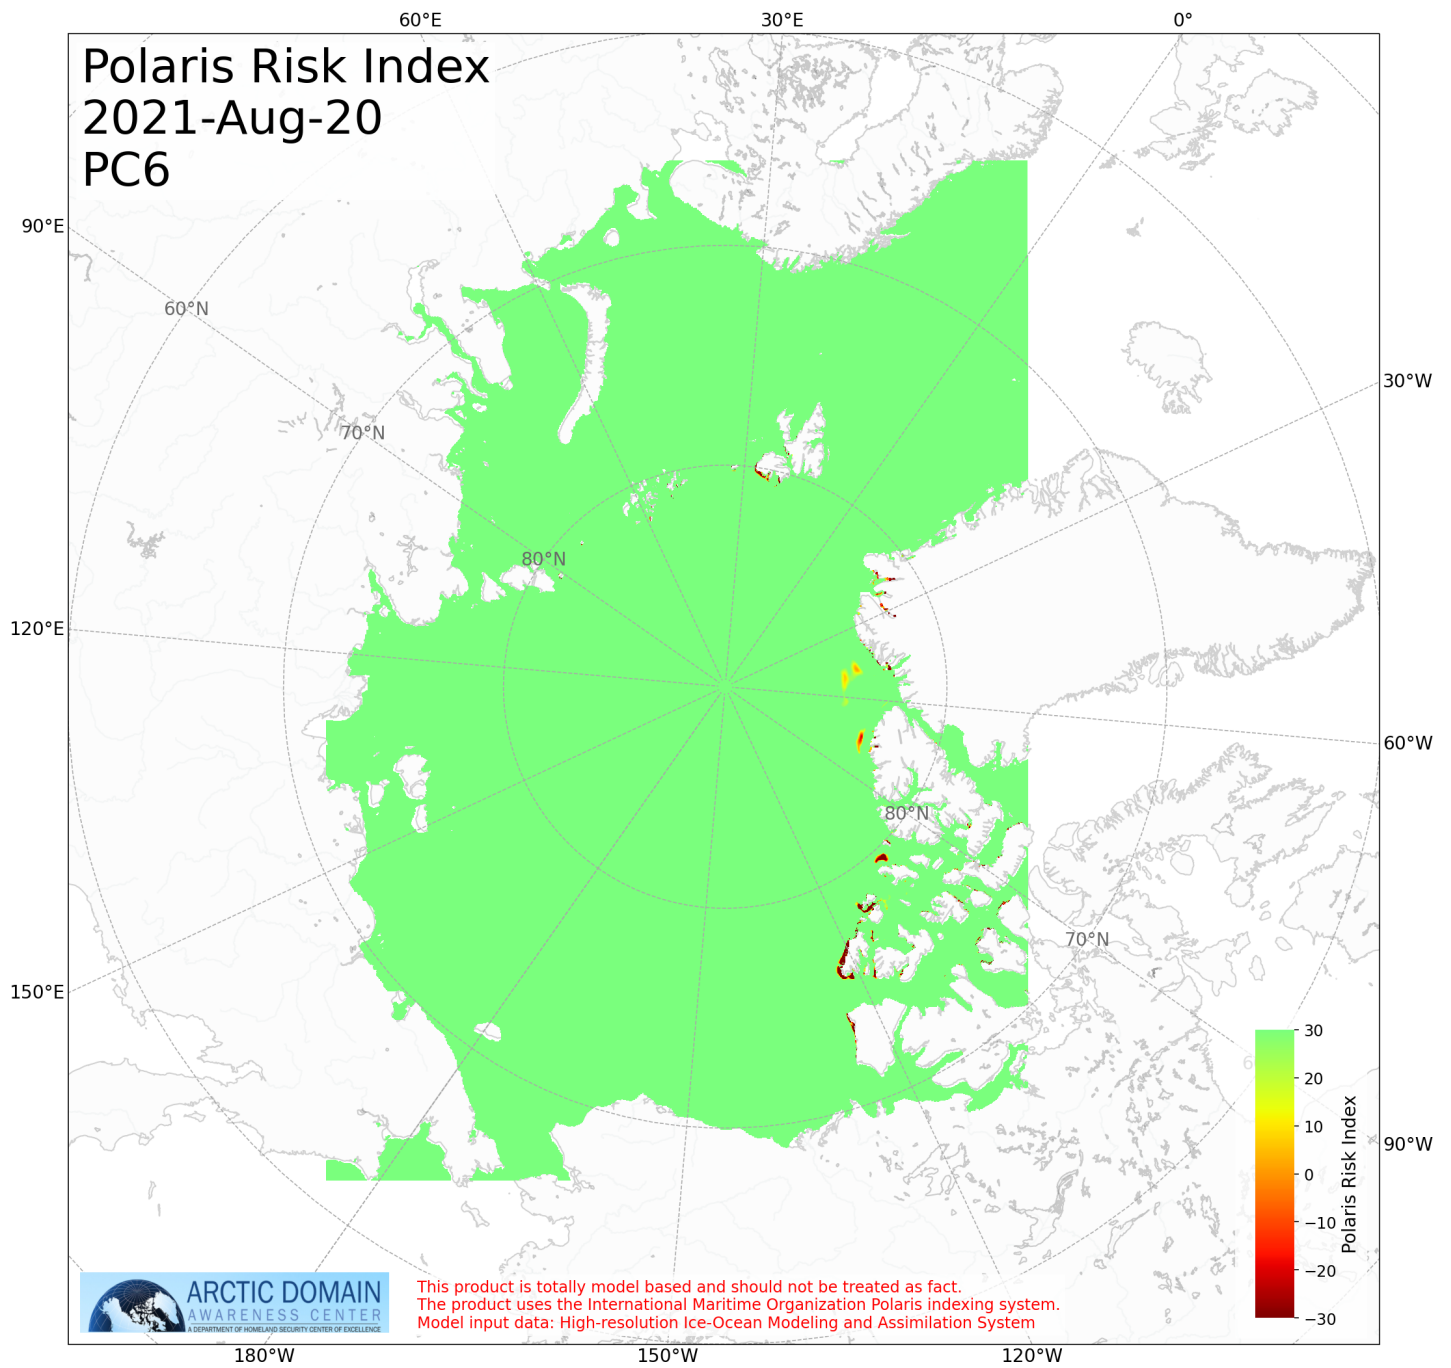 60°E 30°E 0°
Polaris Risk Index
2021-Aug-20
PC6
90°E
60°N
30°W
70°N
80°N
120°E
60°W
80°N
70°N
150°E
30
20
10
0
−10
−20
−30
Polaris Risk Index
90°W
ARCTIC DOMAIN
AWARENESS CENTER
A DEPARTMENT OF HOMELAND SECURITY CENTER OF EXCELLENCE
This product is totally model based and should not be treated as fact.
The product uses the International Maritime Organization Polaris indexing system.
Model input data: High-resolution Ice-Ocean Modeling and Assimilation System
180°W 150°W 120°W